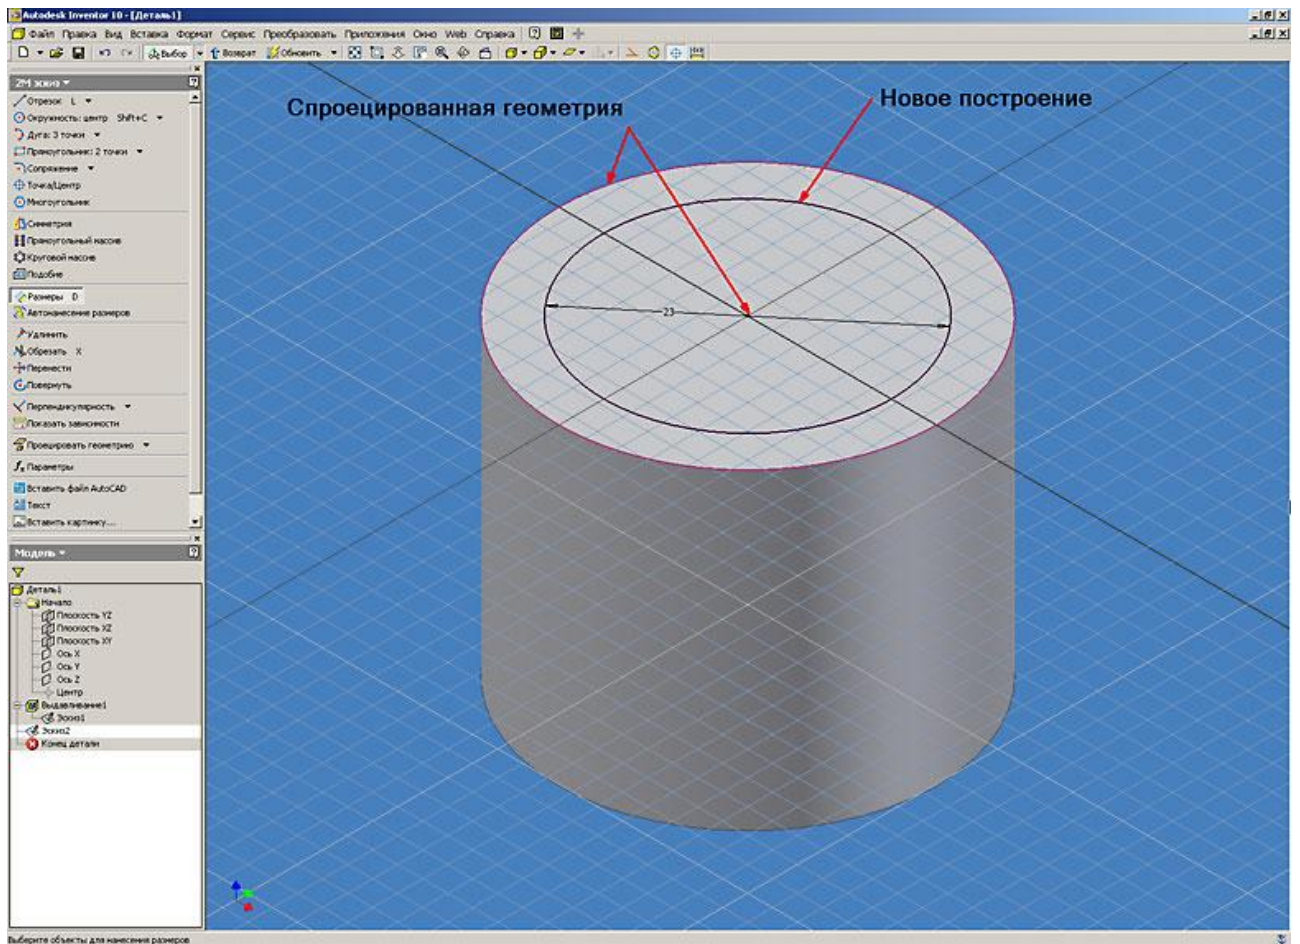 Autodesk Inventor 10 - [Деталь1]
Файл Правка Вид Вставка Формат Сервис Преобразовать Приложения Окно Web Справка
Выбор Возврат Обновить
2М эскиз
Отрезок L
Окружность: центр Shift+C
Дуга: 3 точки
Прямоугольник: 2 точки
Сопряжение
Точка/Центр
Многоугольник
Симметрия
Прямоугольный массив
Круговой массив
Подобие
Размеры D
Автонанесение размеров
Удлинить
Обрезать X
Перенести
Повернуть
Перпендикулярность
Показать зависимости
Проецировать геометрию
fx Параметры
Вставить файл AutoCAD
Текст
Вставить картинку...
Модель
Деталь1
Начало
Плоскость YZ
Плоскость XZ
Плоскость XY
Ось X
Ось Y
Ось Z
Центр
Выдавливание1
Эскиз1
Эскиз2
Конец детали
Спроецированная геометрия
Новое построение
23
Выберите объекты для нанесения размеров